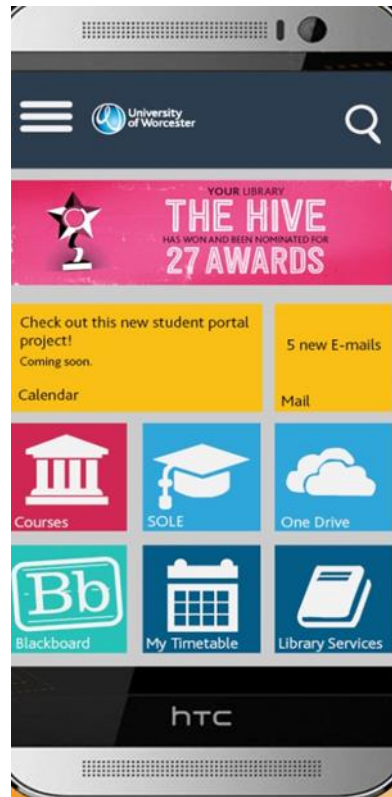 University
of Worcester
YOUR LIBRARY
THE HIVE
HAS WON AND BEEN NOMINATED FOR
27 AWARDS
Check out this new student portal
project!
Coming soon.
Calendar
5 new E-mails
Mail
Courses
SOLE
One Drive
Bb
Blackboard
My Timetable
Library Services
hTC